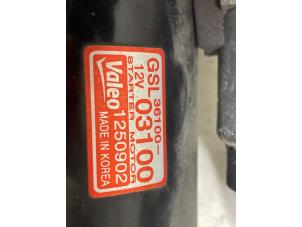 GSL 36100-
12V 03100
STARTER MOTOR
Valeo 1250902
MADE IN KOREA